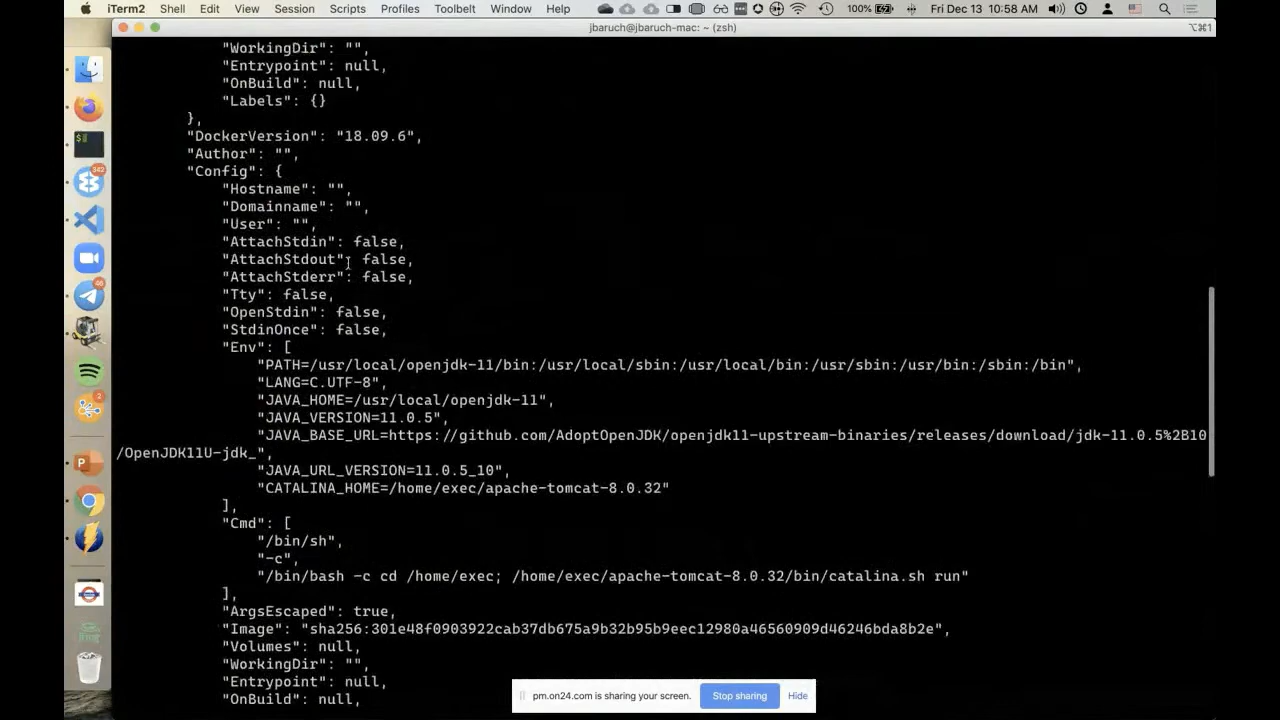 iTerm2 Shell Edit View Session Scripts Profiles Toolbelt Window Help 100% Fri Dec 13 10:58 AM
jbaruch@jbaruch-mac: ~ (zsh) ⌥⌘1
"WorkingDir": "",
"Entrypoint": null,
"OnBuild": null,
"Labels": {}
},
"DockerVersion": "18.09.6",
"Author": "",
"Config": {
"Hostname": "",
"Domainname": "",
"User": "",
"AttachStdin": false,
"AttachStdout": false,
"AttachStderr": false,
"Tty": false,
"OpenStdin": false,
"StdinOnce": false,
"Env": [
"PATH=/usr/local/openjdk-11/bin:/usr/local/sbin:/usr/local/bin:/usr/sbin:/usr/bin:/sbin:/bin",
"LANG=C.UTF-8",
"JAVA_HOME=/usr/local/openjdk-11",
"JAVA_VERSION=11.0.5",
"JAVA_BASE_URL=https://github.com/AdoptOpenJDK/openjdk11-upstream-binaries/releases/download/jdk-11.0.5%2B10
/OpenJDK11U-jdk_",
"JAVA_URL_VERSION=11.0.5_10",
"CATALINA_HOME=/home/exec/apache-tomcat-8.0.32"
],
"Cmd": [
"/bin/sh",
"-c",
"/bin/bash -c cd /home/exec; /home/exec/apache-tomcat-8.0.32/bin/catalina.sh run"
],
"ArgsEscaped": true,
"Image": "sha256:301e48f0903922cab37db675a9b32b95b9eec12980a46560909d46246bda8b2e",
"Volumes": null,
"WorkingDir": "",
"Entrypoint": null,
"OnBuild": null,
pm.on24.com is sharing your screen. Stop sharing Hide